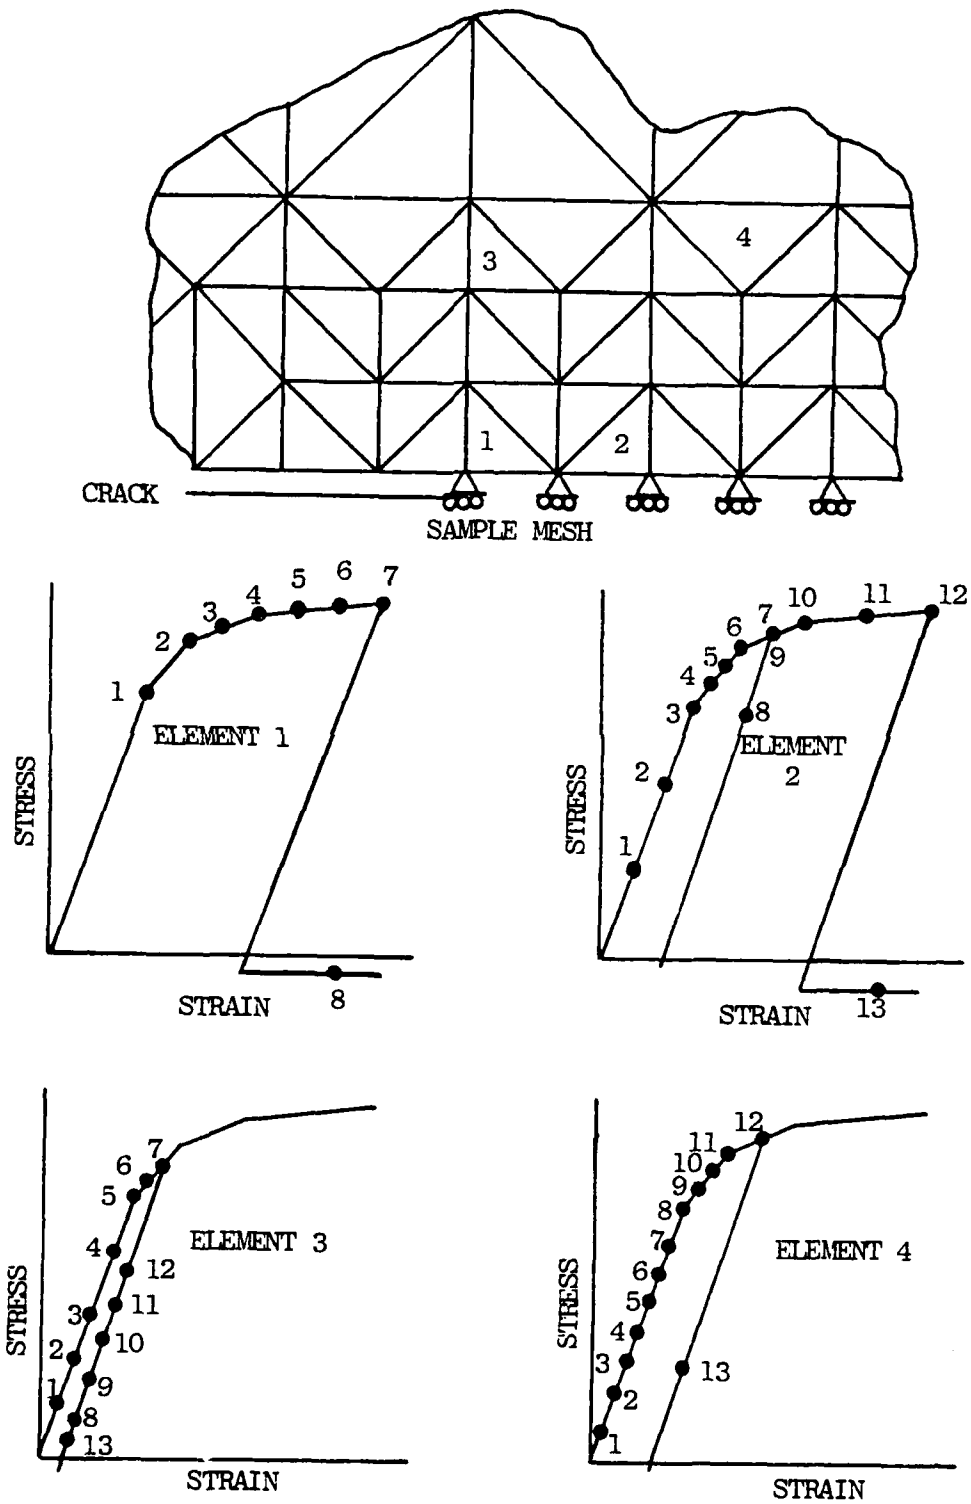 4
3
1 2
CRACK
SAMPLE MESH
1 2 3 4 5 6 7
ELEMENT 1
STRESS
STRAIN
8
1 2 3 4 5 6 7 10 11 12
9
8
ELEMENT
2
STRESS
STRAIN
13
1 2 3 4 5 6 7
ELEMENT 3
12
11
10
9
8
13
STRESS
STRAIN
1 2 3 4 5 6 7 8 9 10 11 12
ELEMENT 4
13
STRESS
STRAIN